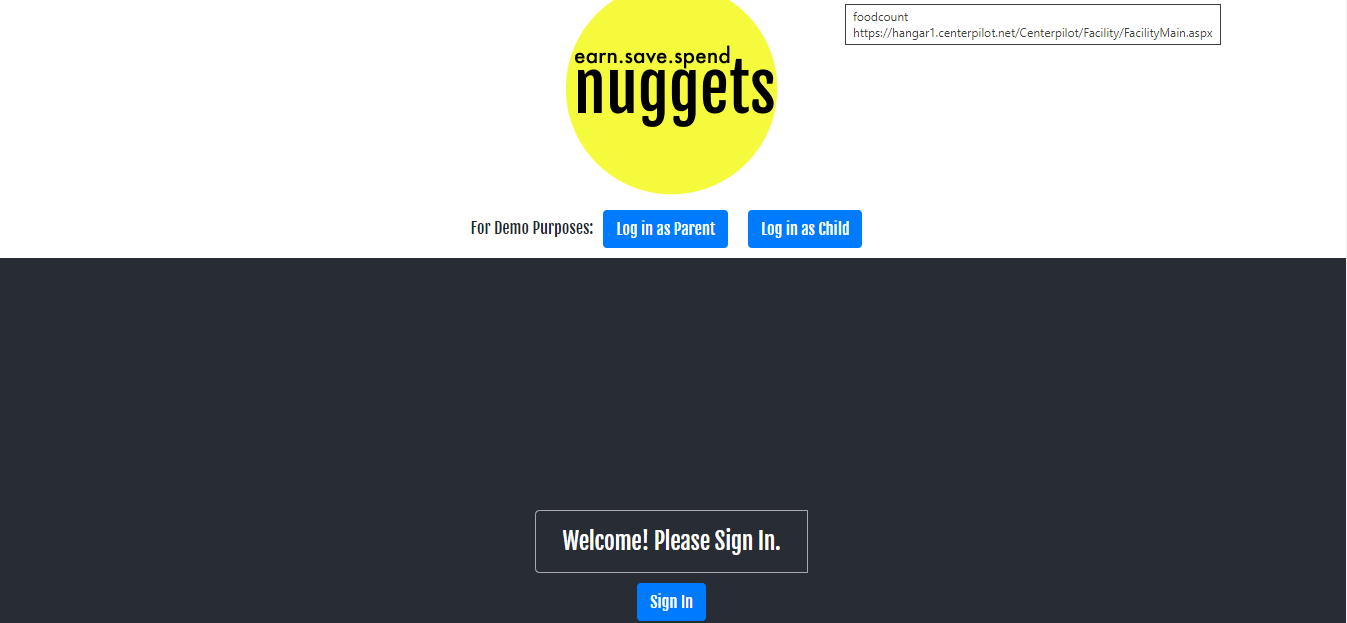 foodcount
https://hangar1.centerpilot.net/Centerpilot/Facility/FacilityMain.aspx
earn.save.spend
nuggets
For Demo Purposes: Log in as Parent Log in as Child
Welcome! Please Sign In.
Sign In